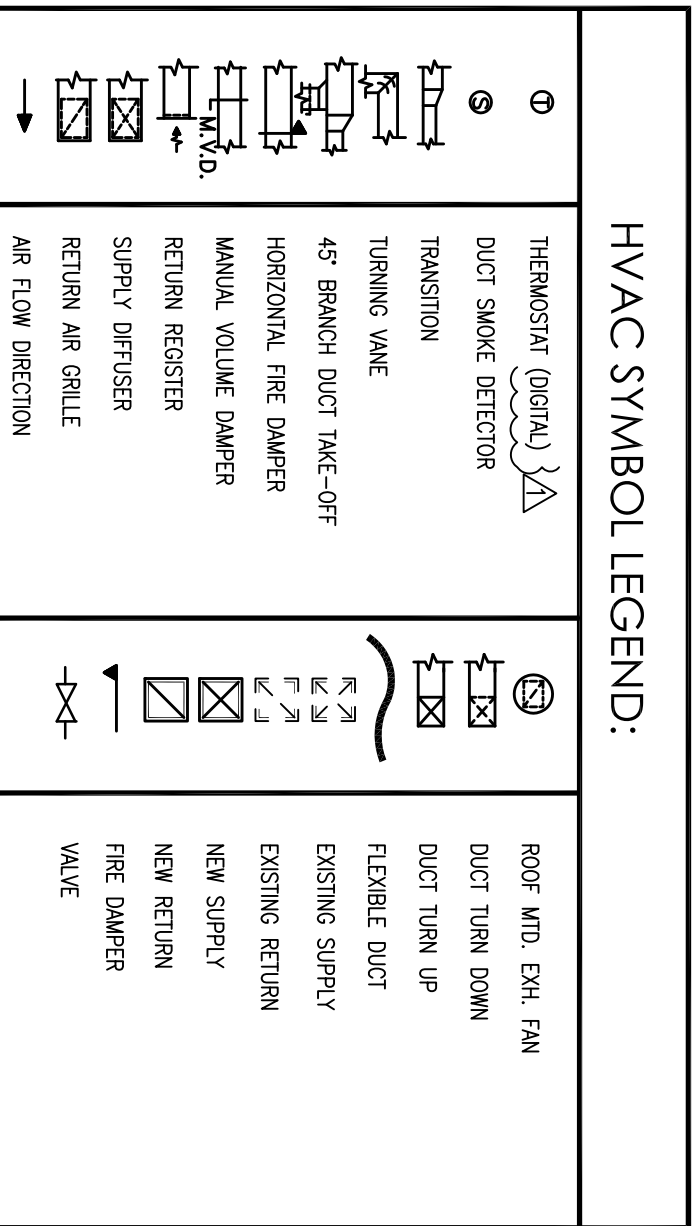 HVAC SYMBOL LEGEND:
T THERMOSTAT (DIGITAL) 1
S DUCT SMOKE DETECTOR
TRANSITION
TURNING VANE
45° BRANCH DUCT TAKE-OFF
HORIZONTAL FIRE DAMPER
M.V.D. MANUAL VOLUME DAMPER
RETURN REGISTER
SUPPLY DIFFUSER
RETURN AIR GRILLE
AIR FLOW DIRECTION
ROOF MTD. EXH. FAN
DUCT TURN DOWN
DUCT TURN UP
FLEXIBLE DUCT
EXISTING SUPPLY
EXISTING RETURN
NEW SUPPLY
NEW RETURN
FIRE DAMPER
VALVE